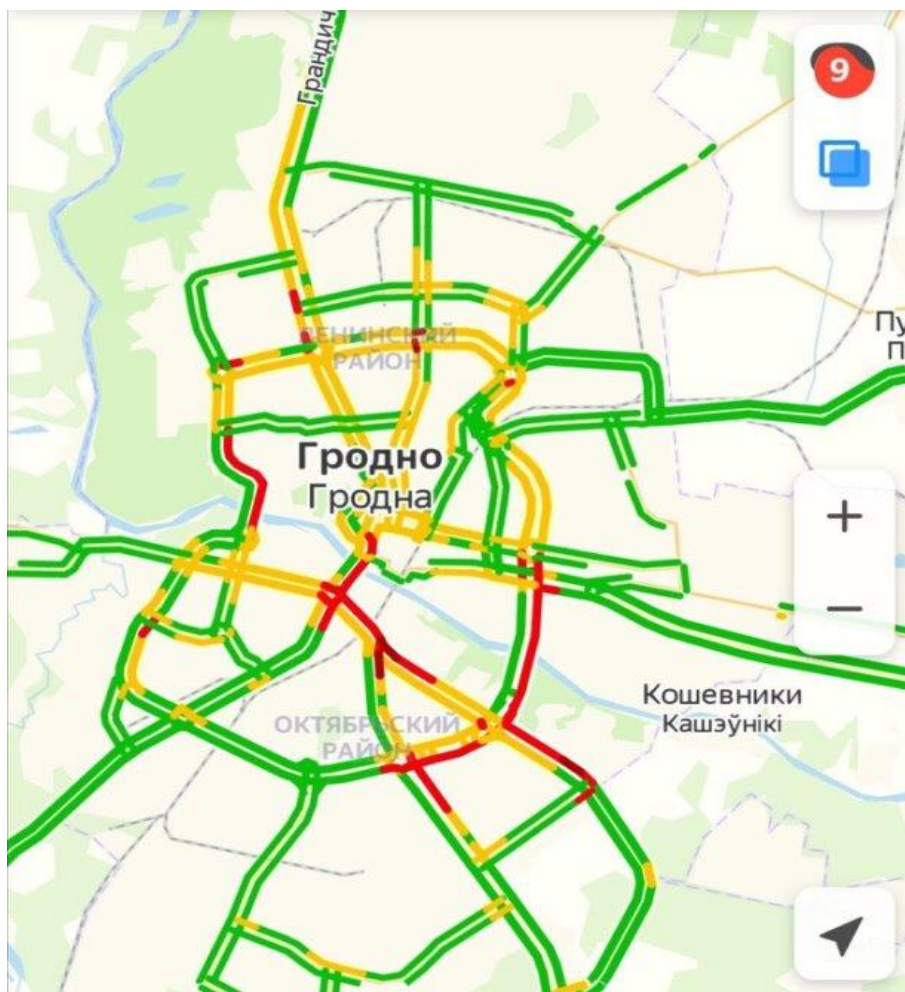 Грандич
9
ЛЕНИНСКИЙ
РАЙОН
Гродно
Гродна
+
−
Кошевники
Кашэўнікі
ОКТЯБРЬСКИЙ
РАЙОН
Пу
П